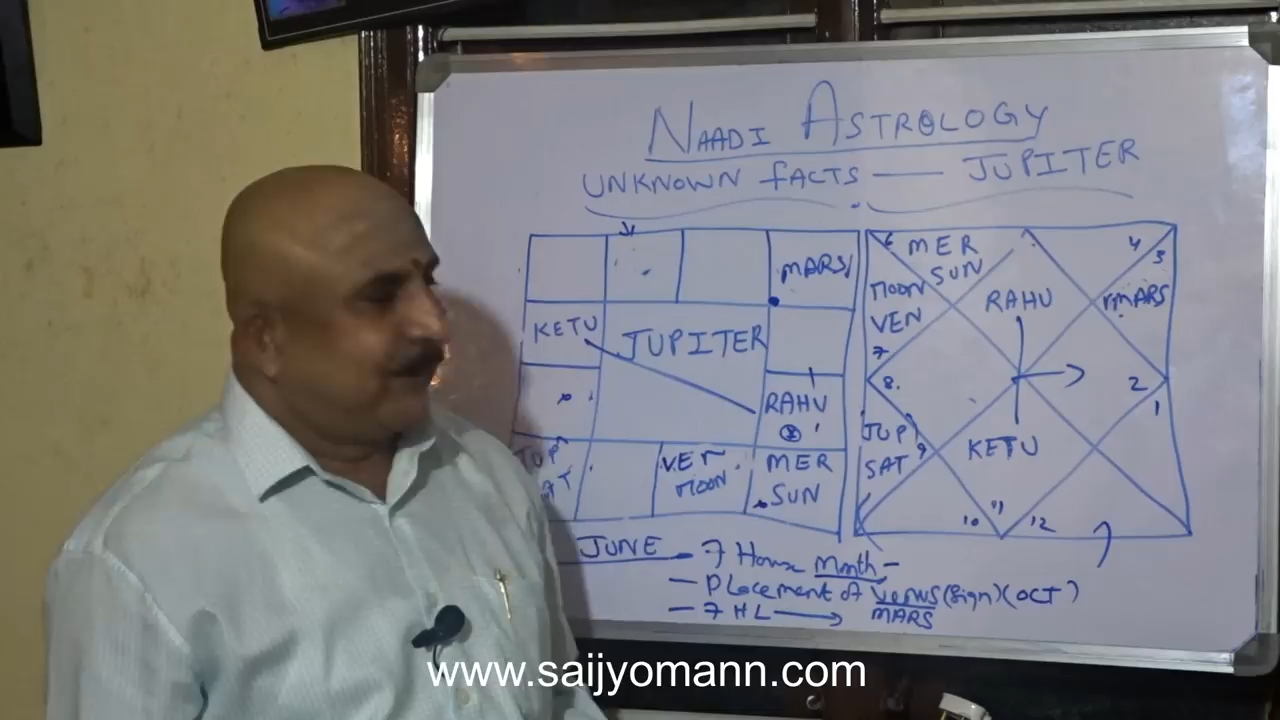 NAADI ASTROLOGY
UNKNOWN FACTS — JUPITER
MARS
KETU
JUPITER
RAHU
JUP
VEN
MOON
MER
SUN
6
MER
SUN
MOON
VEN
7
RAHU
4
3
MARS
8.
2
1
JUP
SAT
9
KETU
10
11
12
JUNE
7 House Month -
- Placement of Venus (Sign) (OCT)
- 7 HL → MARS
www.saijyomann.com